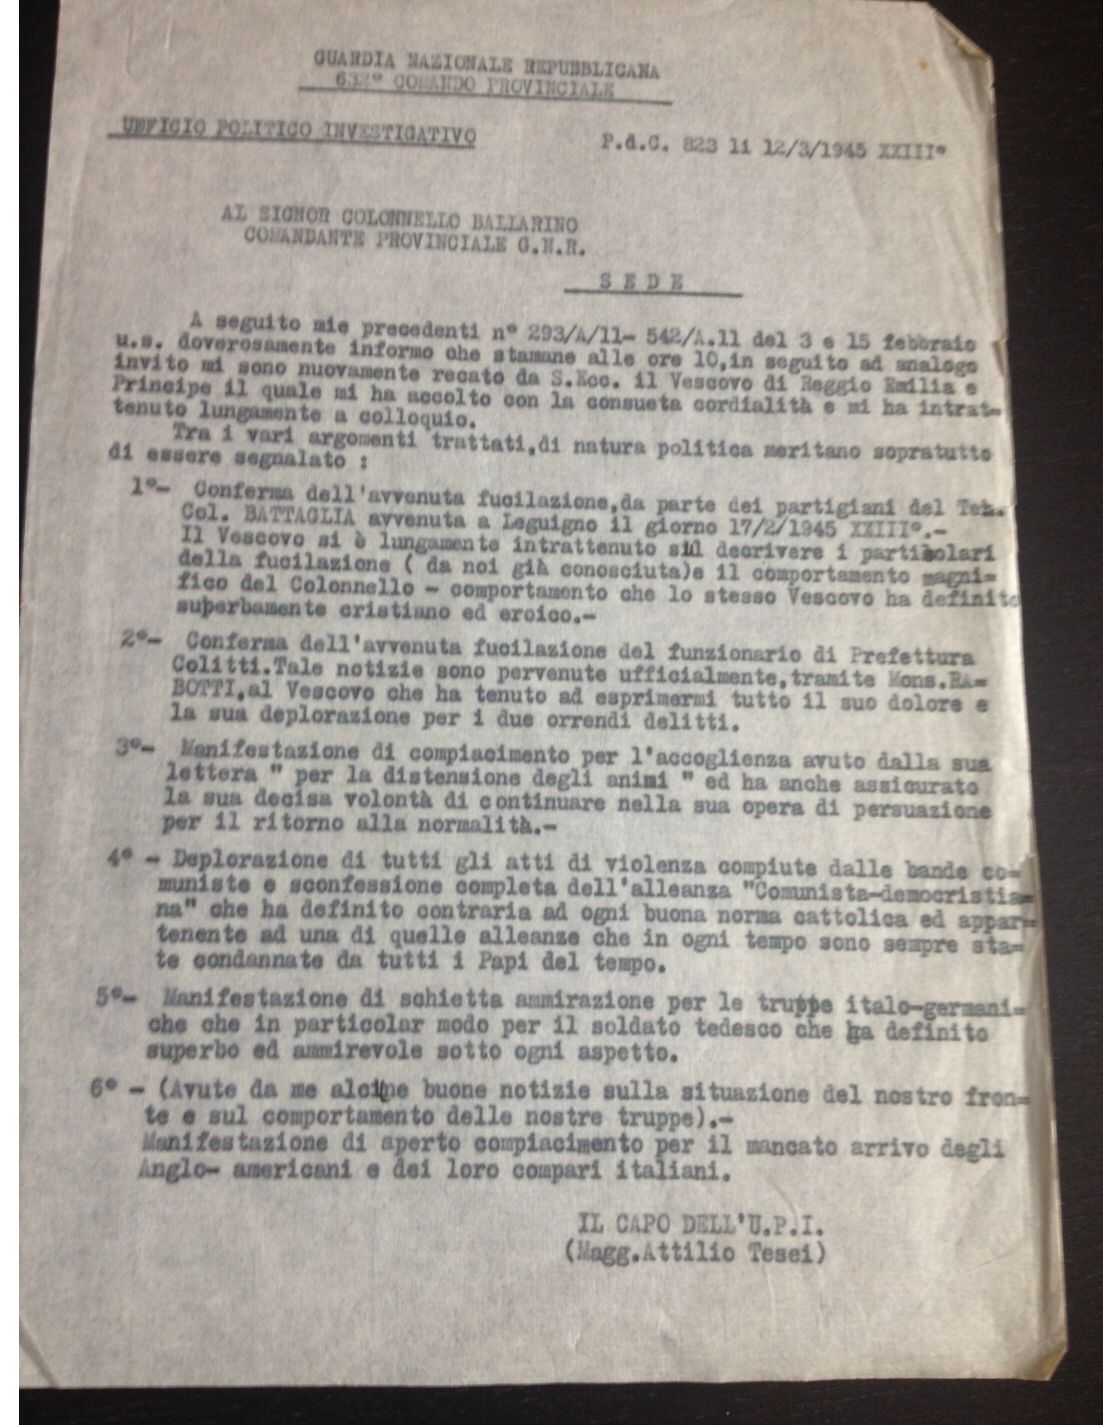 GUARDIA NAZIONALE REPUBBLICANA
632° COMANDO PROVINCIALE
UFFICIO POLITICO INVESTIGATIVO
P.d.C. 823 li 12/3/1945 XXIII°
AL SIGNOR COLONNELLO BALLARINO
COMANDANTE PROVINCIALE G.N.R.
S E D E
A seguito mie precedenti n° 293/A/11- 542/A.11 del 3 e 15 febbraio
u.s. doverosamente informo che stamane alle ore 10,in seguito ad analogo
invito mi sono nuovamente recato da S.Ecc. il Vescovo di Reggio Emilia e
Principe il quale mi ha accolto con la consueta cordialità e mi ha intrat=
tenuto lungamente a colloquio.
Tra i vari argomenti trattati,di natura politica meritano sopratutto
di essere segnalato :
1°- Conferma dell'avvenuta fucilazione,da parte dei partigiani del Ten.
Col. BATTAGLIA avvenuta a Leguigno il giorno 17/2/1945 XXIII°.-
Il Vescovo si è lungamente intrattenuto sul decrivere i particolari
della fucilazione ( da noi già conosciuta)e il comportamento magni=
fico del Colonnello - comportamento che lo stesso Vescovo ha definito
superbamente cristiano ed eroico.-
2°- Conferma dell'avvenuta fucilazione del funzionario di Prefettura
Colitti.Tale notizie sono pervenute ufficialmente,tramite Mons.RA=
BOTTI,al Vescovo che ha tenuto ad esprimermi tutto il suo dolore e
la sua deplorazione per i due orrendi delitti.
3°- Manifestazione di compiacimento per l'accoglienza avuto dalla sua
lettera " per la distensione degli animi " ed ha anche assicurato
la sua decisa volontà di continuare nella sua opera di persuazione
per il ritorno alla normalità.-
4° - Deplorazione di tutti gli atti di violenza compiute dalle bande co=
muniste e sconfessione completa dell'alleanza "Comunista-democristia=
na" che ha definito contraria ad ogni buona norma cattolica ed appar=
tenente ad una di quelle alleanze che in ogni tempo sono sempre sta=
te condannate da tutti i Papi del tempo.
5°- Manifestazione di schietta ammirazione per le truppe italo-germani=
che che in particolar modo per il soldato tedesco che ha definito
superbo ed ammirevole sotto ogni aspetto.
6° - (Avute da me alcune buone notizie sulla situazione del nostro fron=
te e sul comportamento delle nostre truppe).-
Manifestazione di aperto compiacimento per il mancato arrivo degli
Anglo- americani e dei loro compari italiani.
IL CAPO DELL'U.P.I.
(Magg.Attilio Tesei)